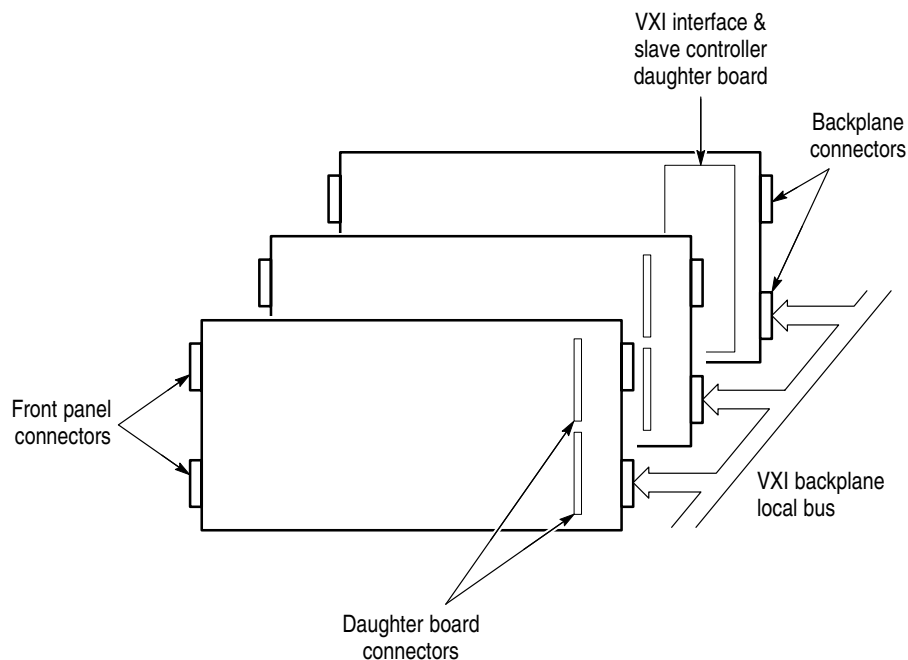 VXI interface &
slave controller
daughter board
Backplane
connectors
Front panel
connectors
VXI backplane
local bus
Daughter board
connectors